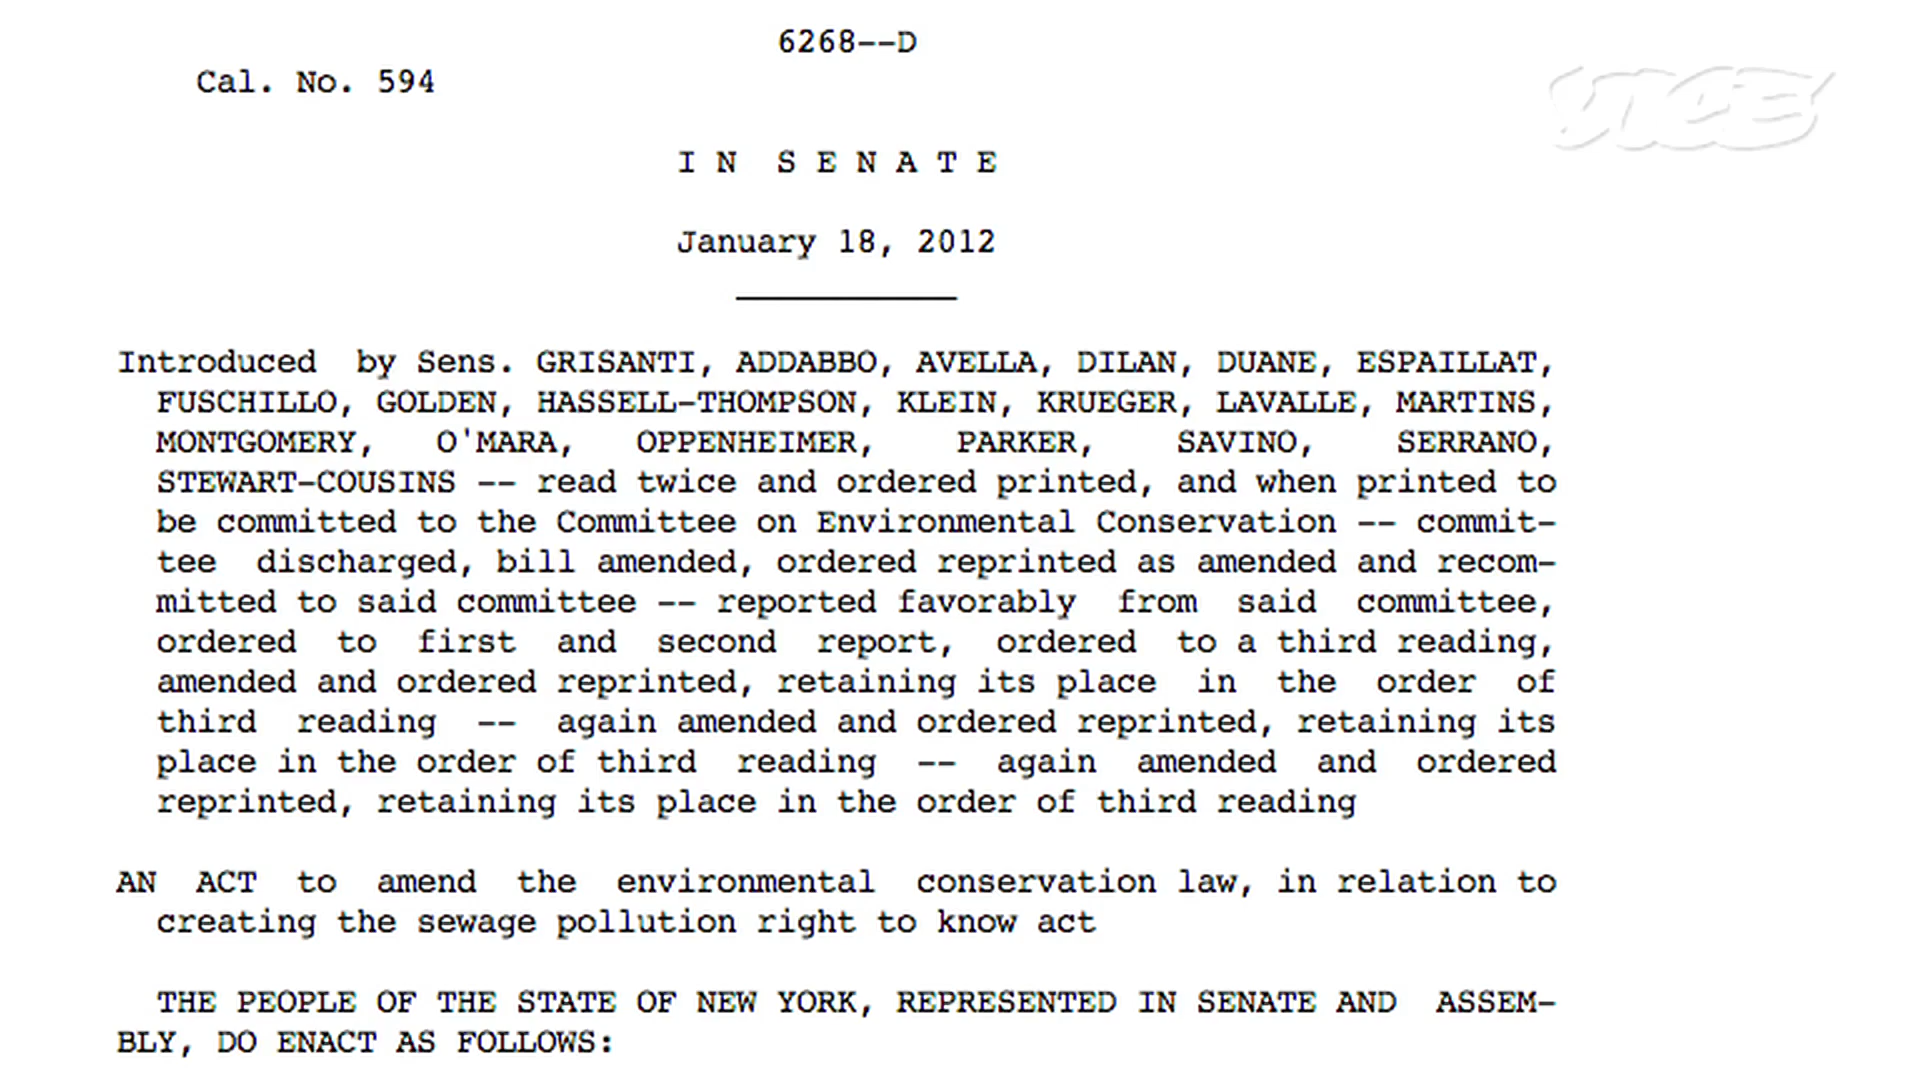 6268--D
Cal. No. 594
VICE
I N S E N A T E
January 18, 2012
Introduced by Sens. GRISANTI, ADDABBO, AVELLA, DILAN, DUANE, ESPAILLAT,
FUSCHILLO, GOLDEN, HASSELL-THOMPSON, KLEIN, KRUEGER, LAVALLE, MARTINS,
MONTGOMERY, O'MARA, OPPENHEIMER, PARKER, SAVINO, SERRANO,
STEWART-COUSINS -- read twice and ordered printed, and when printed to
be committed to the Committee on Environmental Conservation -- commit-
tee discharged, bill amended, ordered reprinted as amended and recom-
mitted to said committee -- reported favorably from said committee,
ordered to first and second report, ordered to a third reading,
amended and ordered reprinted, retaining its place in the order of
third reading -- again amended and ordered reprinted, retaining its
place in the order of third reading -- again amended and ordered
reprinted, retaining its place in the order of third reading
AN ACT to amend the environmental conservation law, in relation to
creating the sewage pollution right to know act
THE PEOPLE OF THE STATE OF NEW YORK, REPRESENTED IN SENATE AND ASSEM-
BLY, DO ENACT AS FOLLOWS: